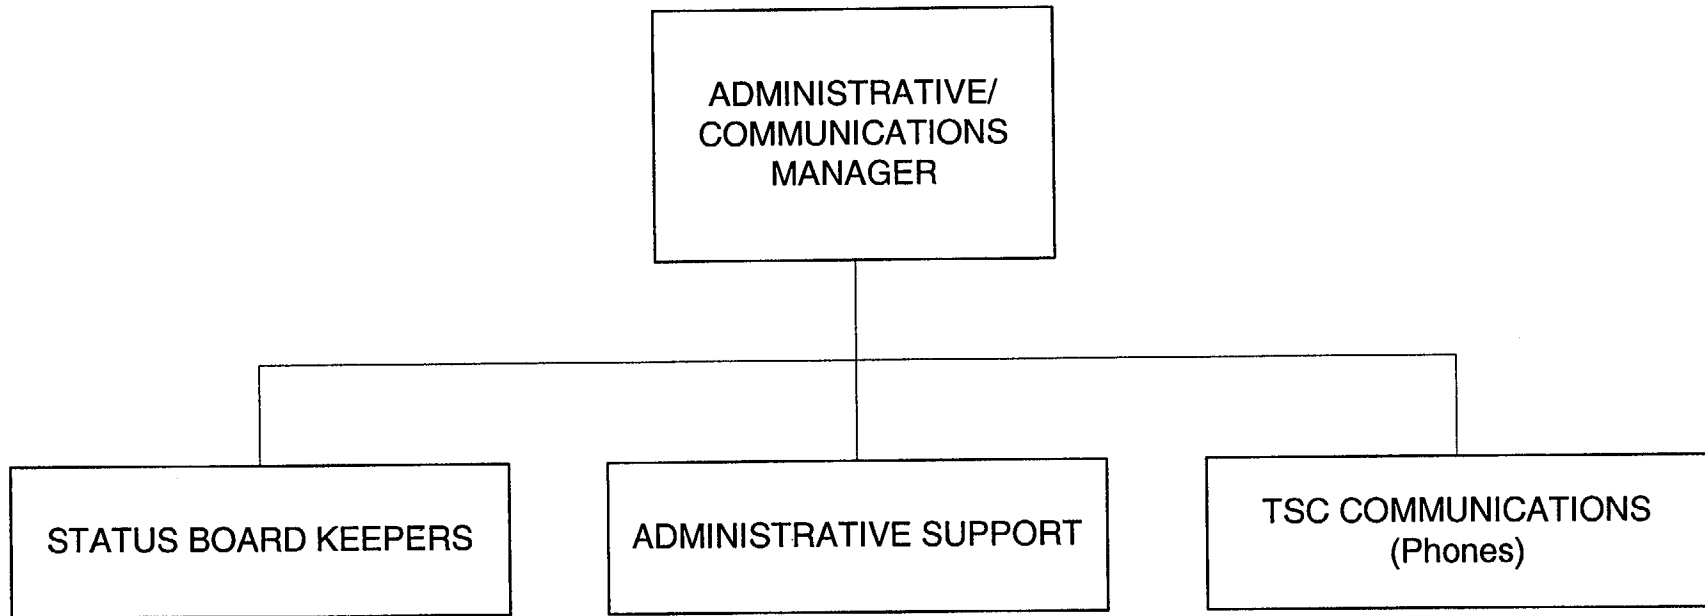 ADMINISTRATIVE/
COMMUNICATIONS
MANAGER
STATUS BOARD KEEPERS
ADMINISTRATIVE SUPPORT
TSC COMMUNICATIONS
(Phones)